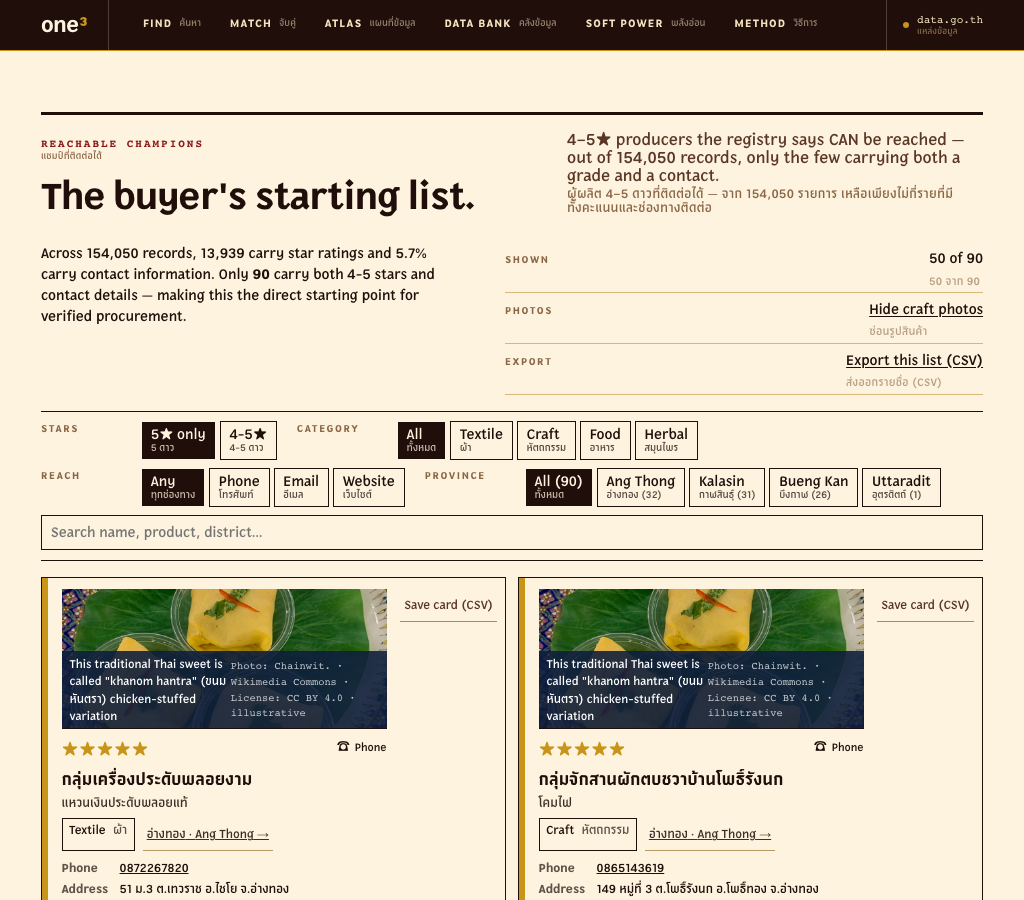 one³
FIND ค้นหา
MATCH จับคู่
ATLAS แผนที่ข้อมูล
DATA BANK คลังข้อมูล
SOFT POWER พลังอ่อน
METHOD วิธีการ
data.go.th
แหล่งข้อมูล
REACHABLE CHAMPIONS
แชมป์ที่ติดต่อได้
The buyer's starting list.
4–5★ producers the registry says CAN be reached —
out of 154,050 records, only the few carrying both a
grade and a contact.
ผู้ผลิต 4–5 ดาวที่ติดต่อได้ — จาก 154,050 รายการ เหลือเพียงไม่กี่รายที่มี
ทั้งคะแนนและช่องทางติดต่อ
Across 154,050 records, 13,939 carry star ratings and 5.7%
carry contact information. Only 90 carry both 4-5 stars and
contact details — making this the direct starting point for
verified procurement.
SHOWN 50 of 90
50 จาก 90
PHOTOS Hide craft photos
ซ่อนรูปสินค้า
EXPORT Export this list (CSV)
ส่งออกรายชื่อ (CSV)
STARS
5★ only
5 ดาว
4-5★
4-5 ดาว
CATEGORY
All
ทั้งหมด
Textile
ผ้า
Craft
หัตถกรรม
Food
อาหาร
Herbal
สมุนไพร
REACH
Any
ทุกช่องทาง
Phone
โทรศัพท์
Email
อีเมล
Website
เว็บไซต์
PROVINCE
All (90)
ทั้งหมด
Ang Thong
อ่างทอง (32)
Kalasin
กาฬสินธุ์ (31)
Bueng Kan
บึงกาฬ (26)
Uttaradit
อุตรดิตถ์ (1)
Search name, product, district...
This traditional Thai sweet is
called "khanom hantra" (ขนม
หันตรา) chicken-stuffed
variation
Photo: Chainwit. ·
Wikimedia Commons ·
License: CC BY 4.0 ·
illustrative
Save card (CSV)
★★★★★ ☎ Phone
กลุ่มเครื่องประดับพลอยงาม
แหวนเงินประดับพลอยแท้
Textile ผ้า
อ่างทอง · Ang Thong →
Phone 0872267820
Address 51 ม.3 ต.เทวราช อ.ไชโย จ.อ่างทอง
This traditional Thai sweet is
called "khanom hantra" (ขนม
หันตรา) chicken-stuffed
variation
Photo: Chainwit. ·
Wikimedia Commons ·
License: CC BY 4.0 ·
illustrative
Save card (CSV)
★★★★★ ☎ Phone
กลุ่มจักสานผักตบชวาบ้านโพธิ์รังนก
โคมไฟ
Craft หัตถกรรม
อ่างทอง · Ang Thong →
Phone 0865143619
Address 149 หมู่ที่ 3 ต.โพธิ์รังนก อ.โพธิ์ทอง จ.อ่างทอง